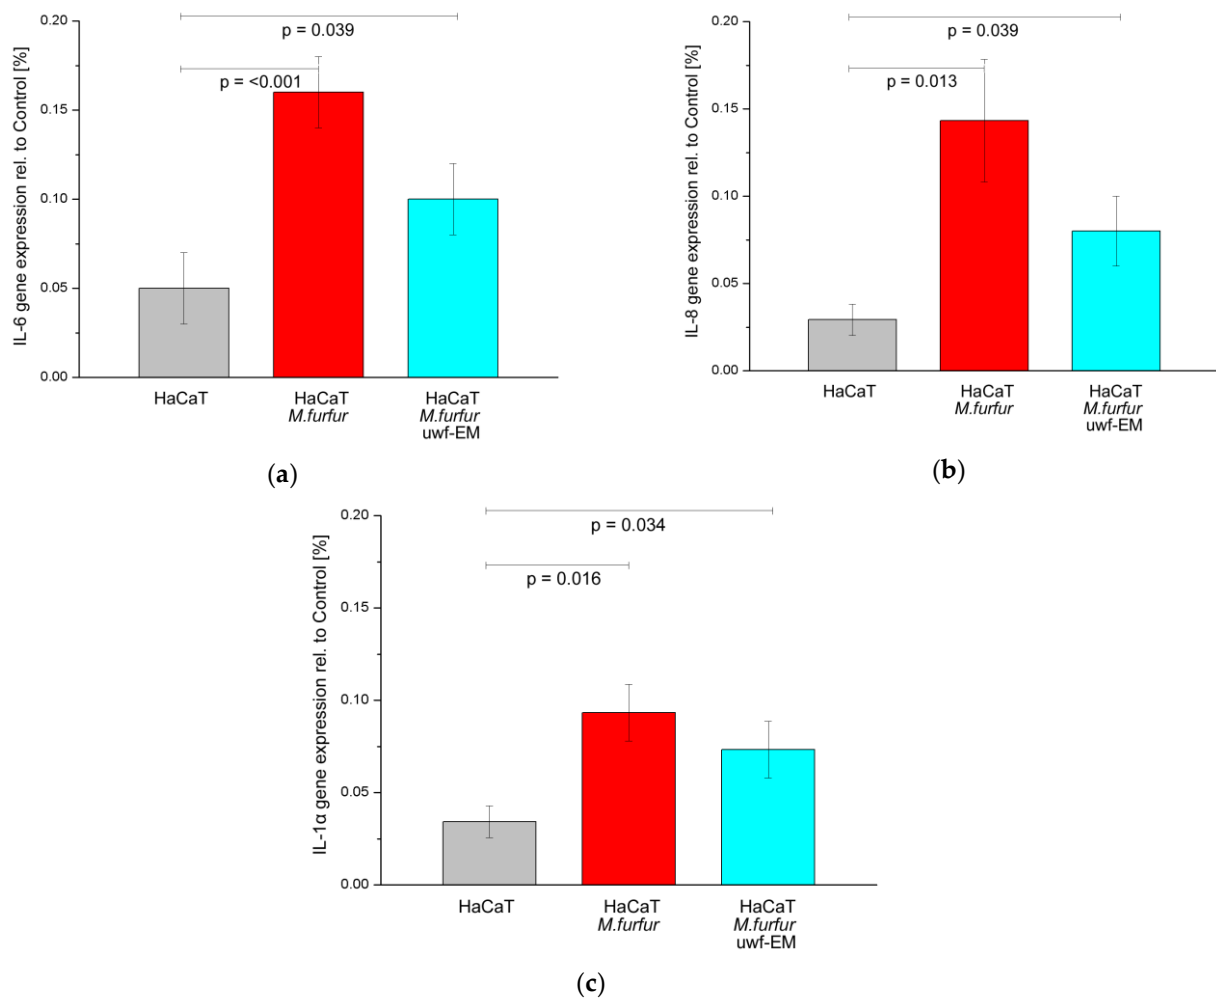 IL-6 gene expression rel. to Control [%]
0.20
0.15
0.10
0.05
0.00
p = 0.039
p = <0.001
HaCaT
HaCaT
M.furfur
HaCaT
M.furfur
uwf-EM
(a)
IL-8 gene expression rel. to Control [%]
0.20
0.15
0.10
0.05
0.00
p = 0.039
p = 0.013
HaCaT
HaCaT
M.furfur
HaCaT
M.furfur
uwf-EM
(b)
IL-1α gene expression rel. to Control [%]
0.20
0.15
0.10
0.05
0.00
p = 0.034
p = 0.016
HaCaT
HaCaT
M.furfur
HaCaT
M.furfur
uwf-EM
(c)